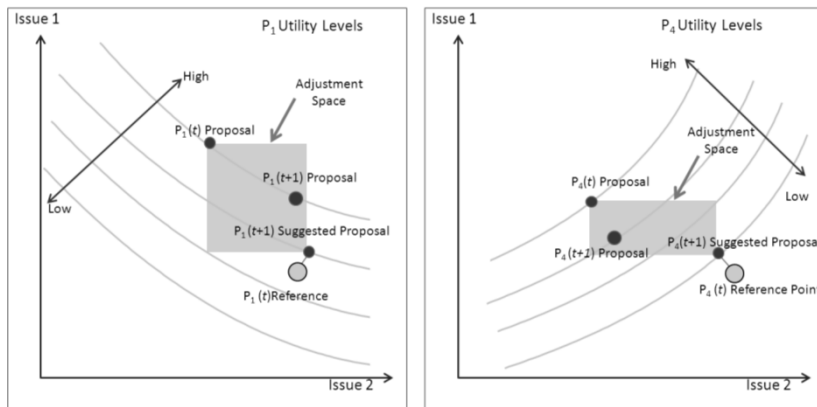 Issue 1
P1 Utility Levels
High
Adjustment
Space
P1(t) Proposal
P1(t+1) Proposal
Low
P1(t+1) Suggested Proposal
P1 (t)Reference
Issue 2
Issue 1
P4 Utility Levels
High
Adjustment
Space
P4(t) Proposal
Low
P4(t+1) Suggested Proposal
P4(t+1) Proposal
P4 (t) Reference Point
Issue 2